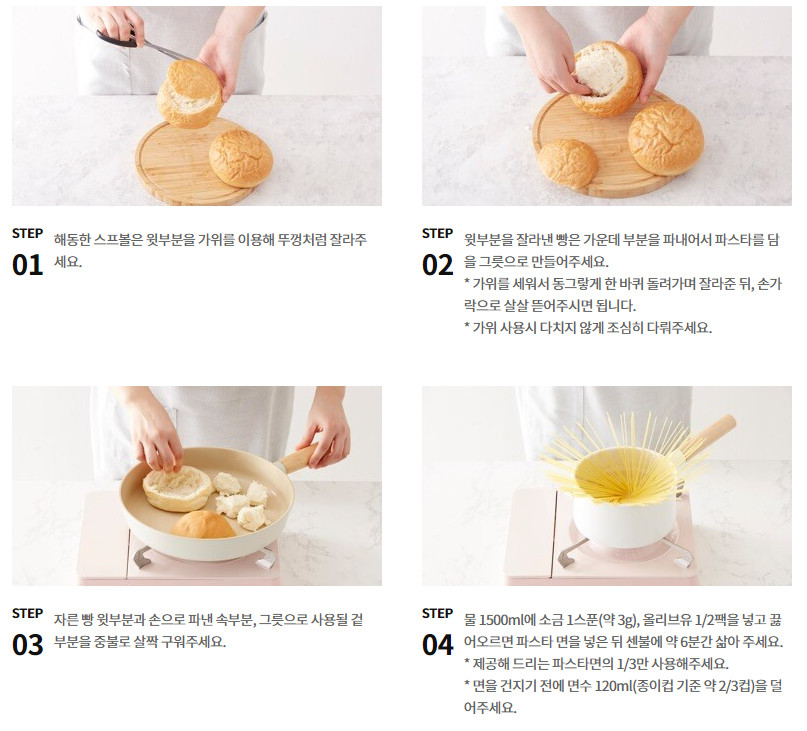 STEP
01
해동한 스프볼은 윗부분을 가위를 이용해 뚜껑처럼 잘라주
세요.
STEP
02
윗부분을 잘라낸 빵은 가운데 부분을 파내어서 파스타를 담
을 그릇으로 만들어주세요.
* 가위를 세워서 동그랗게 한 바퀴 돌려가며 잘라준 뒤, 손가
락으로 살살 뜯어주시면 됩니다.
* 가위 사용시 다치지 않게 조심히 다뤄주세요.
STEP
03
자른 빵 윗부분과 손으로 파낸 속부분, 그릇으로 사용될 겉
부분을 중불로 살짝 구워주세요.
STEP
04
물 1500ml에 소금 1스푼(약 3g), 올리브유 1/2팩을 넣고 끓
어오르면 파스타 면을 넣은 뒤 센불에 약 6분간 삶아 주세요.
* 제공해 드리는 파스타면의 1/3만 사용해주세요.
* 면을 건지기 전에 면수 120ml(종이컵 기준 약 2/3컵)을 덜
어주세요.